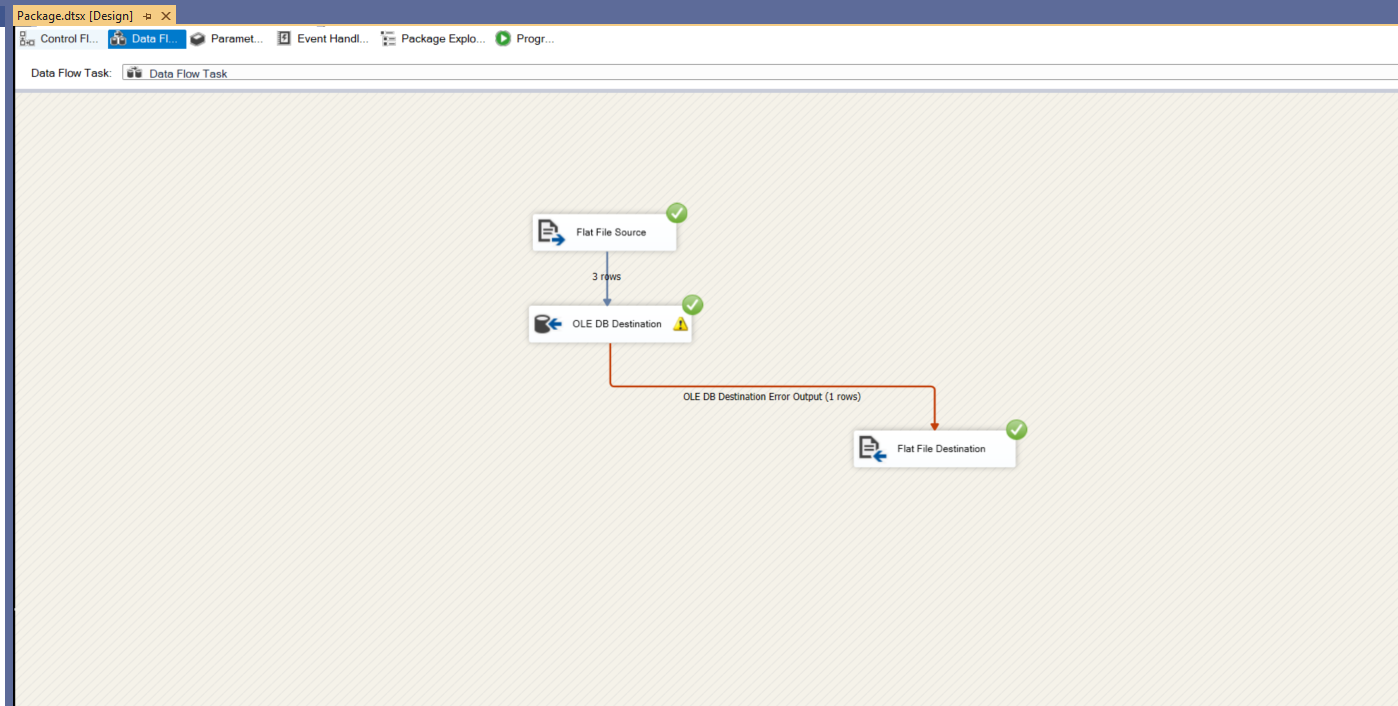 Package.dtsx [Design]
Control Fl... Data Fl... Paramet... Event Handl... Package Explo... Progr...
Data Flow Task: Data Flow Task
Flat File Source
3 rows
OLE DB Destination
OLE DB Destination Error Output (1 rows)
Flat File Destination